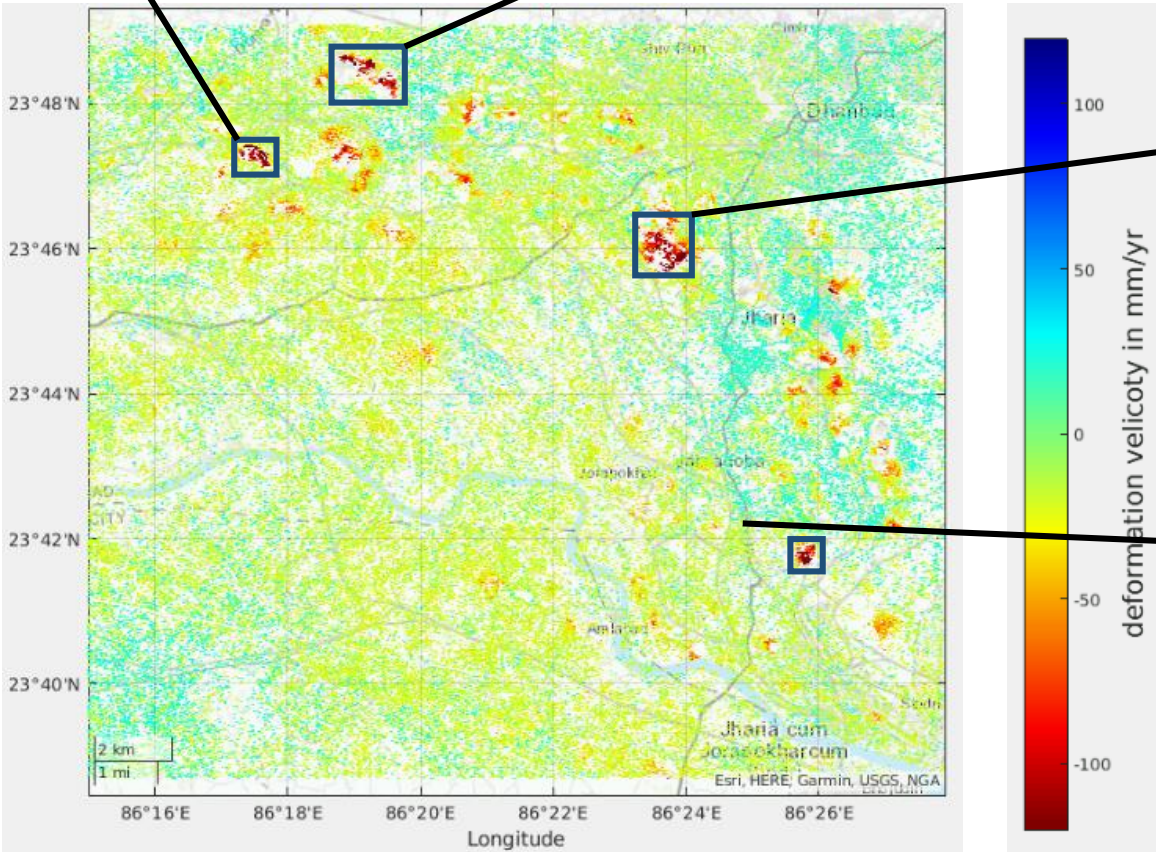 23°48'N
23°46'N
23°44'N
23°42'N
23°40'N
Dhanbad
Jharia
Jharia cum
2 km
1 mi
Esri, HERE, Garmin, USGS, NGA
86°16'E 86°18'E 86°20'E 86°22'E 86°24'E 86°26'E
Longitude
100
50
0
-50
-100
deformation velicoty in mm/yr